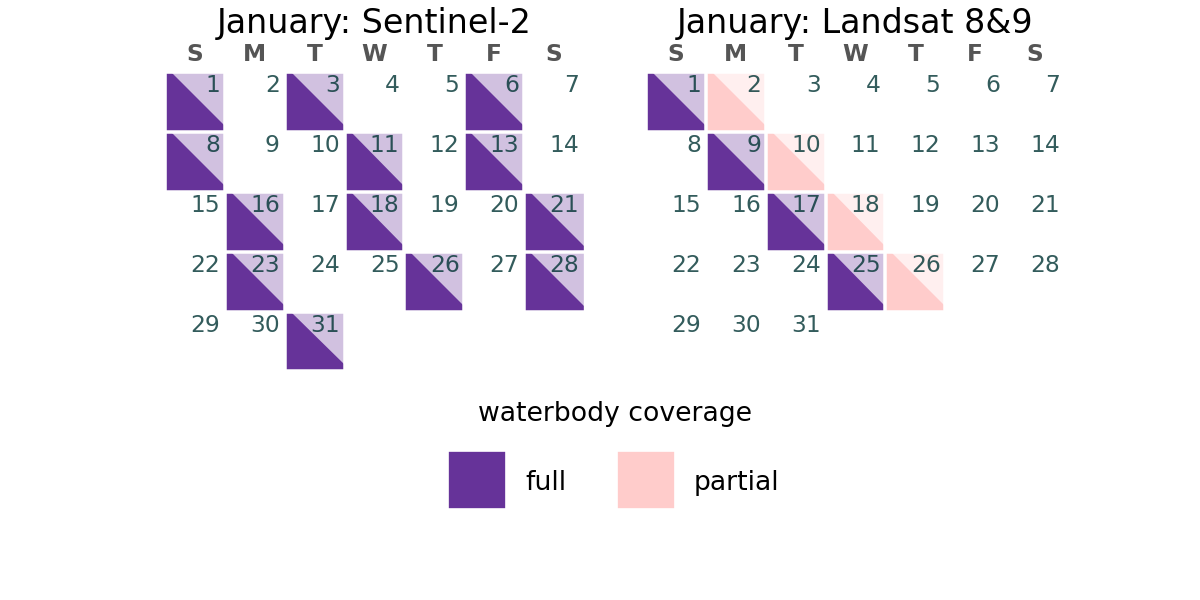 January: Sentinel-2
S M T W T F S
1 2 3 4 5 6 7
8 9 10 11 12 13 14
15 16 17 18 19 20 21
22 23 24 25 26 27 28
29 30 31
January: Landsat 8&9
S M T W T F S
1 2 3 4 5 6 7
8 9 10 11 12 13 14
15 16 17 18 19 20 21
22 23 24 25 26 27 28
29 30 31
waterbody coverage
full partial